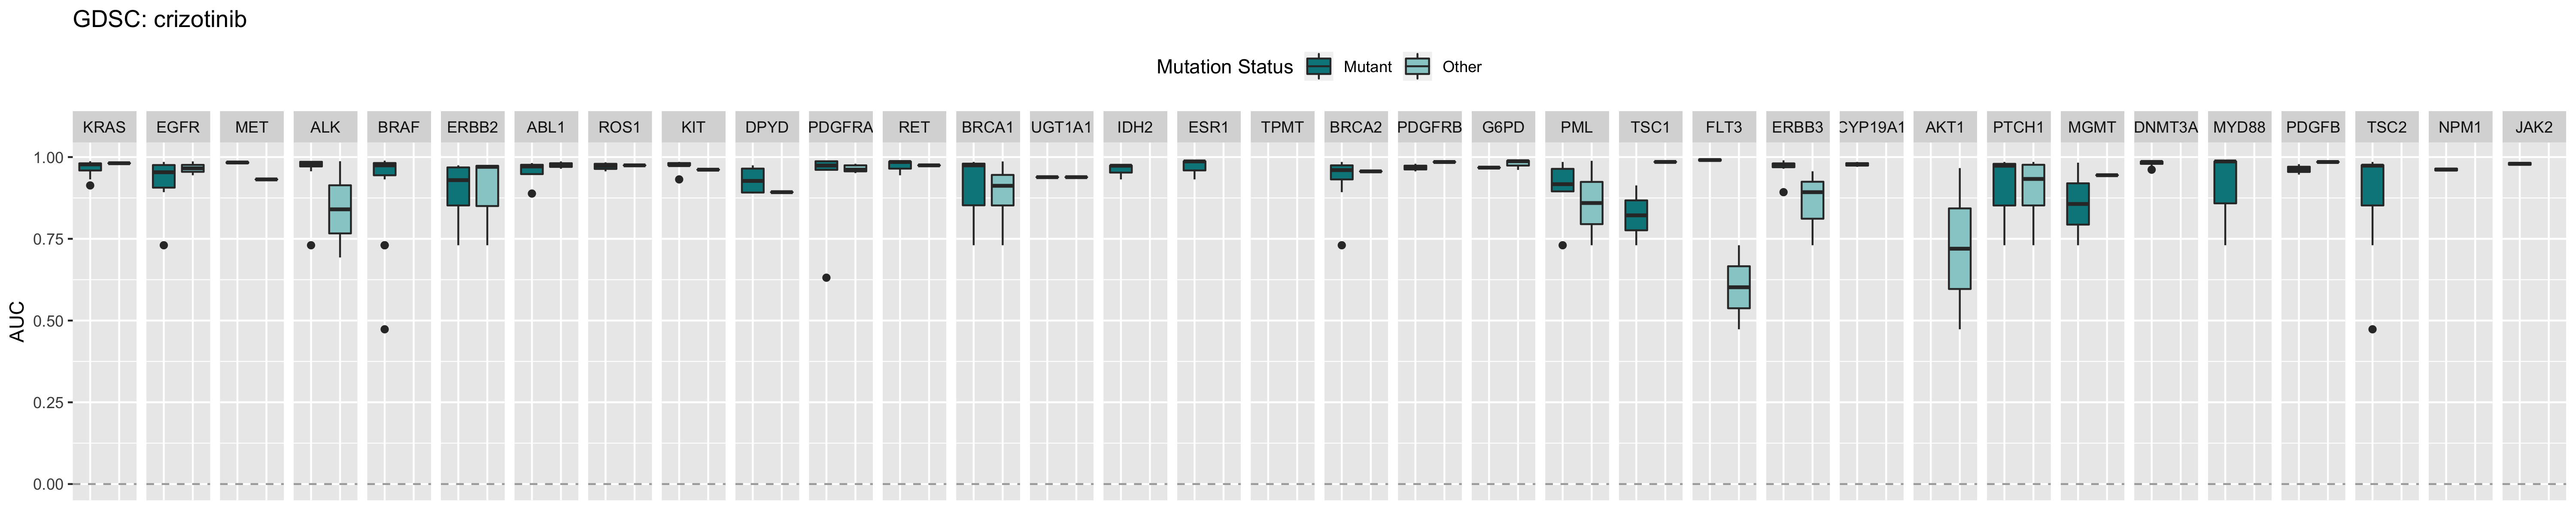 GDSC: crizotinib
Mutation Status Mutant Other
KRAS EGFR MET ALK BRAF ERBB2 ABL1 ROS1 KIT DPYD PDGFRA RET BRCA1 UGT1A1 IDH2 ESR1 TPMT BRCA2 PDGFRB G6PD PML TSC1 FLT3 ERBB3 CYP19A1 AKT1 PTCH1 MGMT DNMT3A MYD88 PDGFB TSC2 NPM1 JAK2
1.00
0.75
0.50
0.25
0.00
AUC